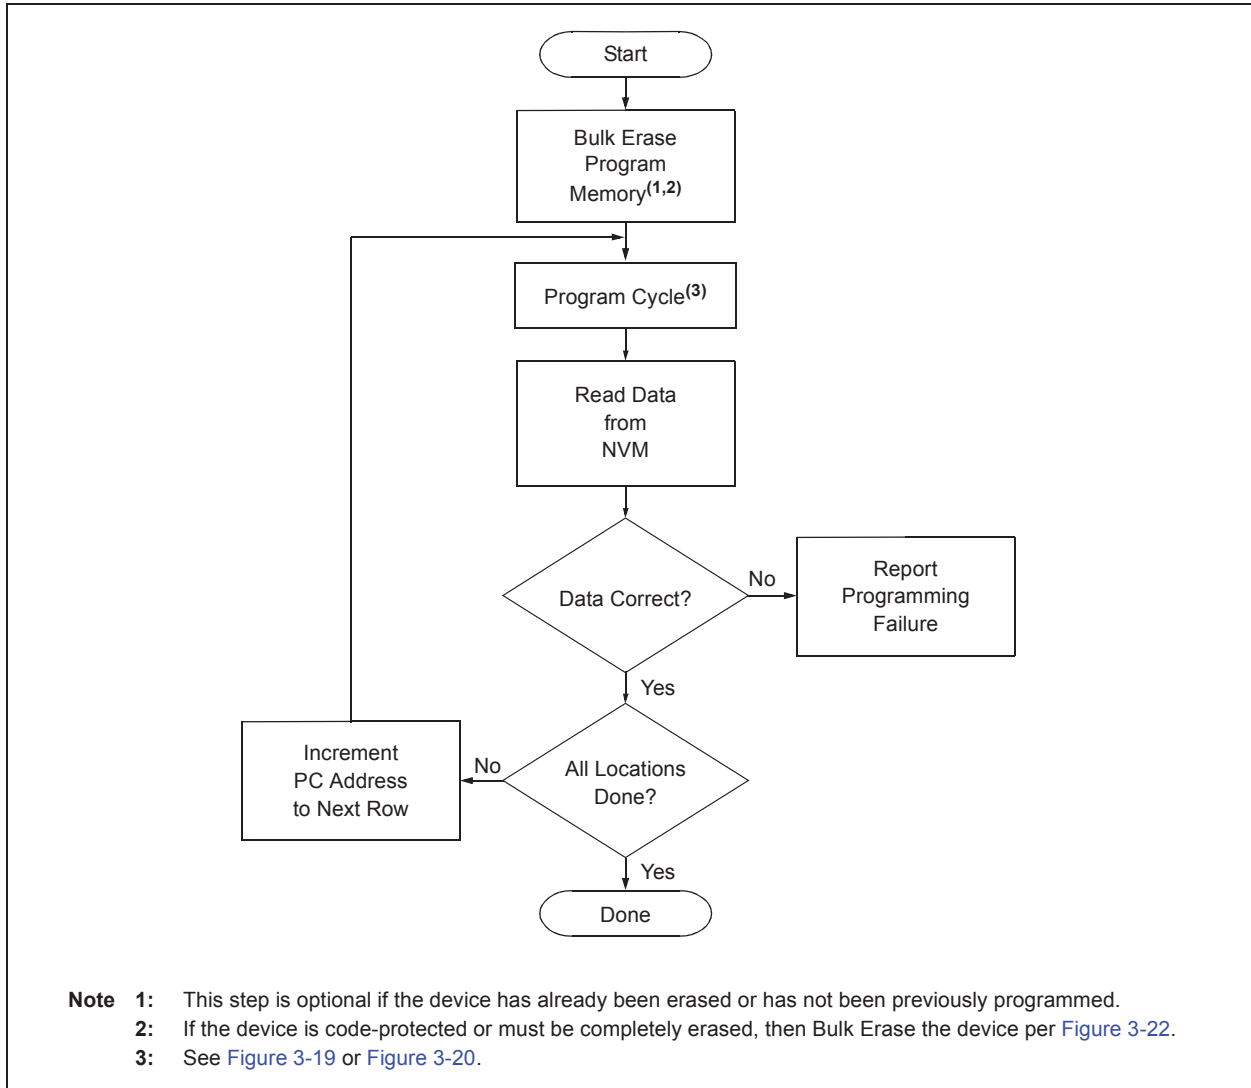 Start
Bulk Erase
Program
Memory(1,2)
Program Cycle(3)
Read Data
from
NVM
Data Correct?
No
Report
Programming
Failure
Yes
All Locations
Done?
No
Increment
PC Address
to Next Row
Yes
Done
Note 1: This step is optional if the device has already been erased or has not been previously programmed.
2: If the device is code-protected or must be completely erased, then Bulk Erase the device per Figure 3-22.
3: See Figure 3-19 or Figure 3-20.